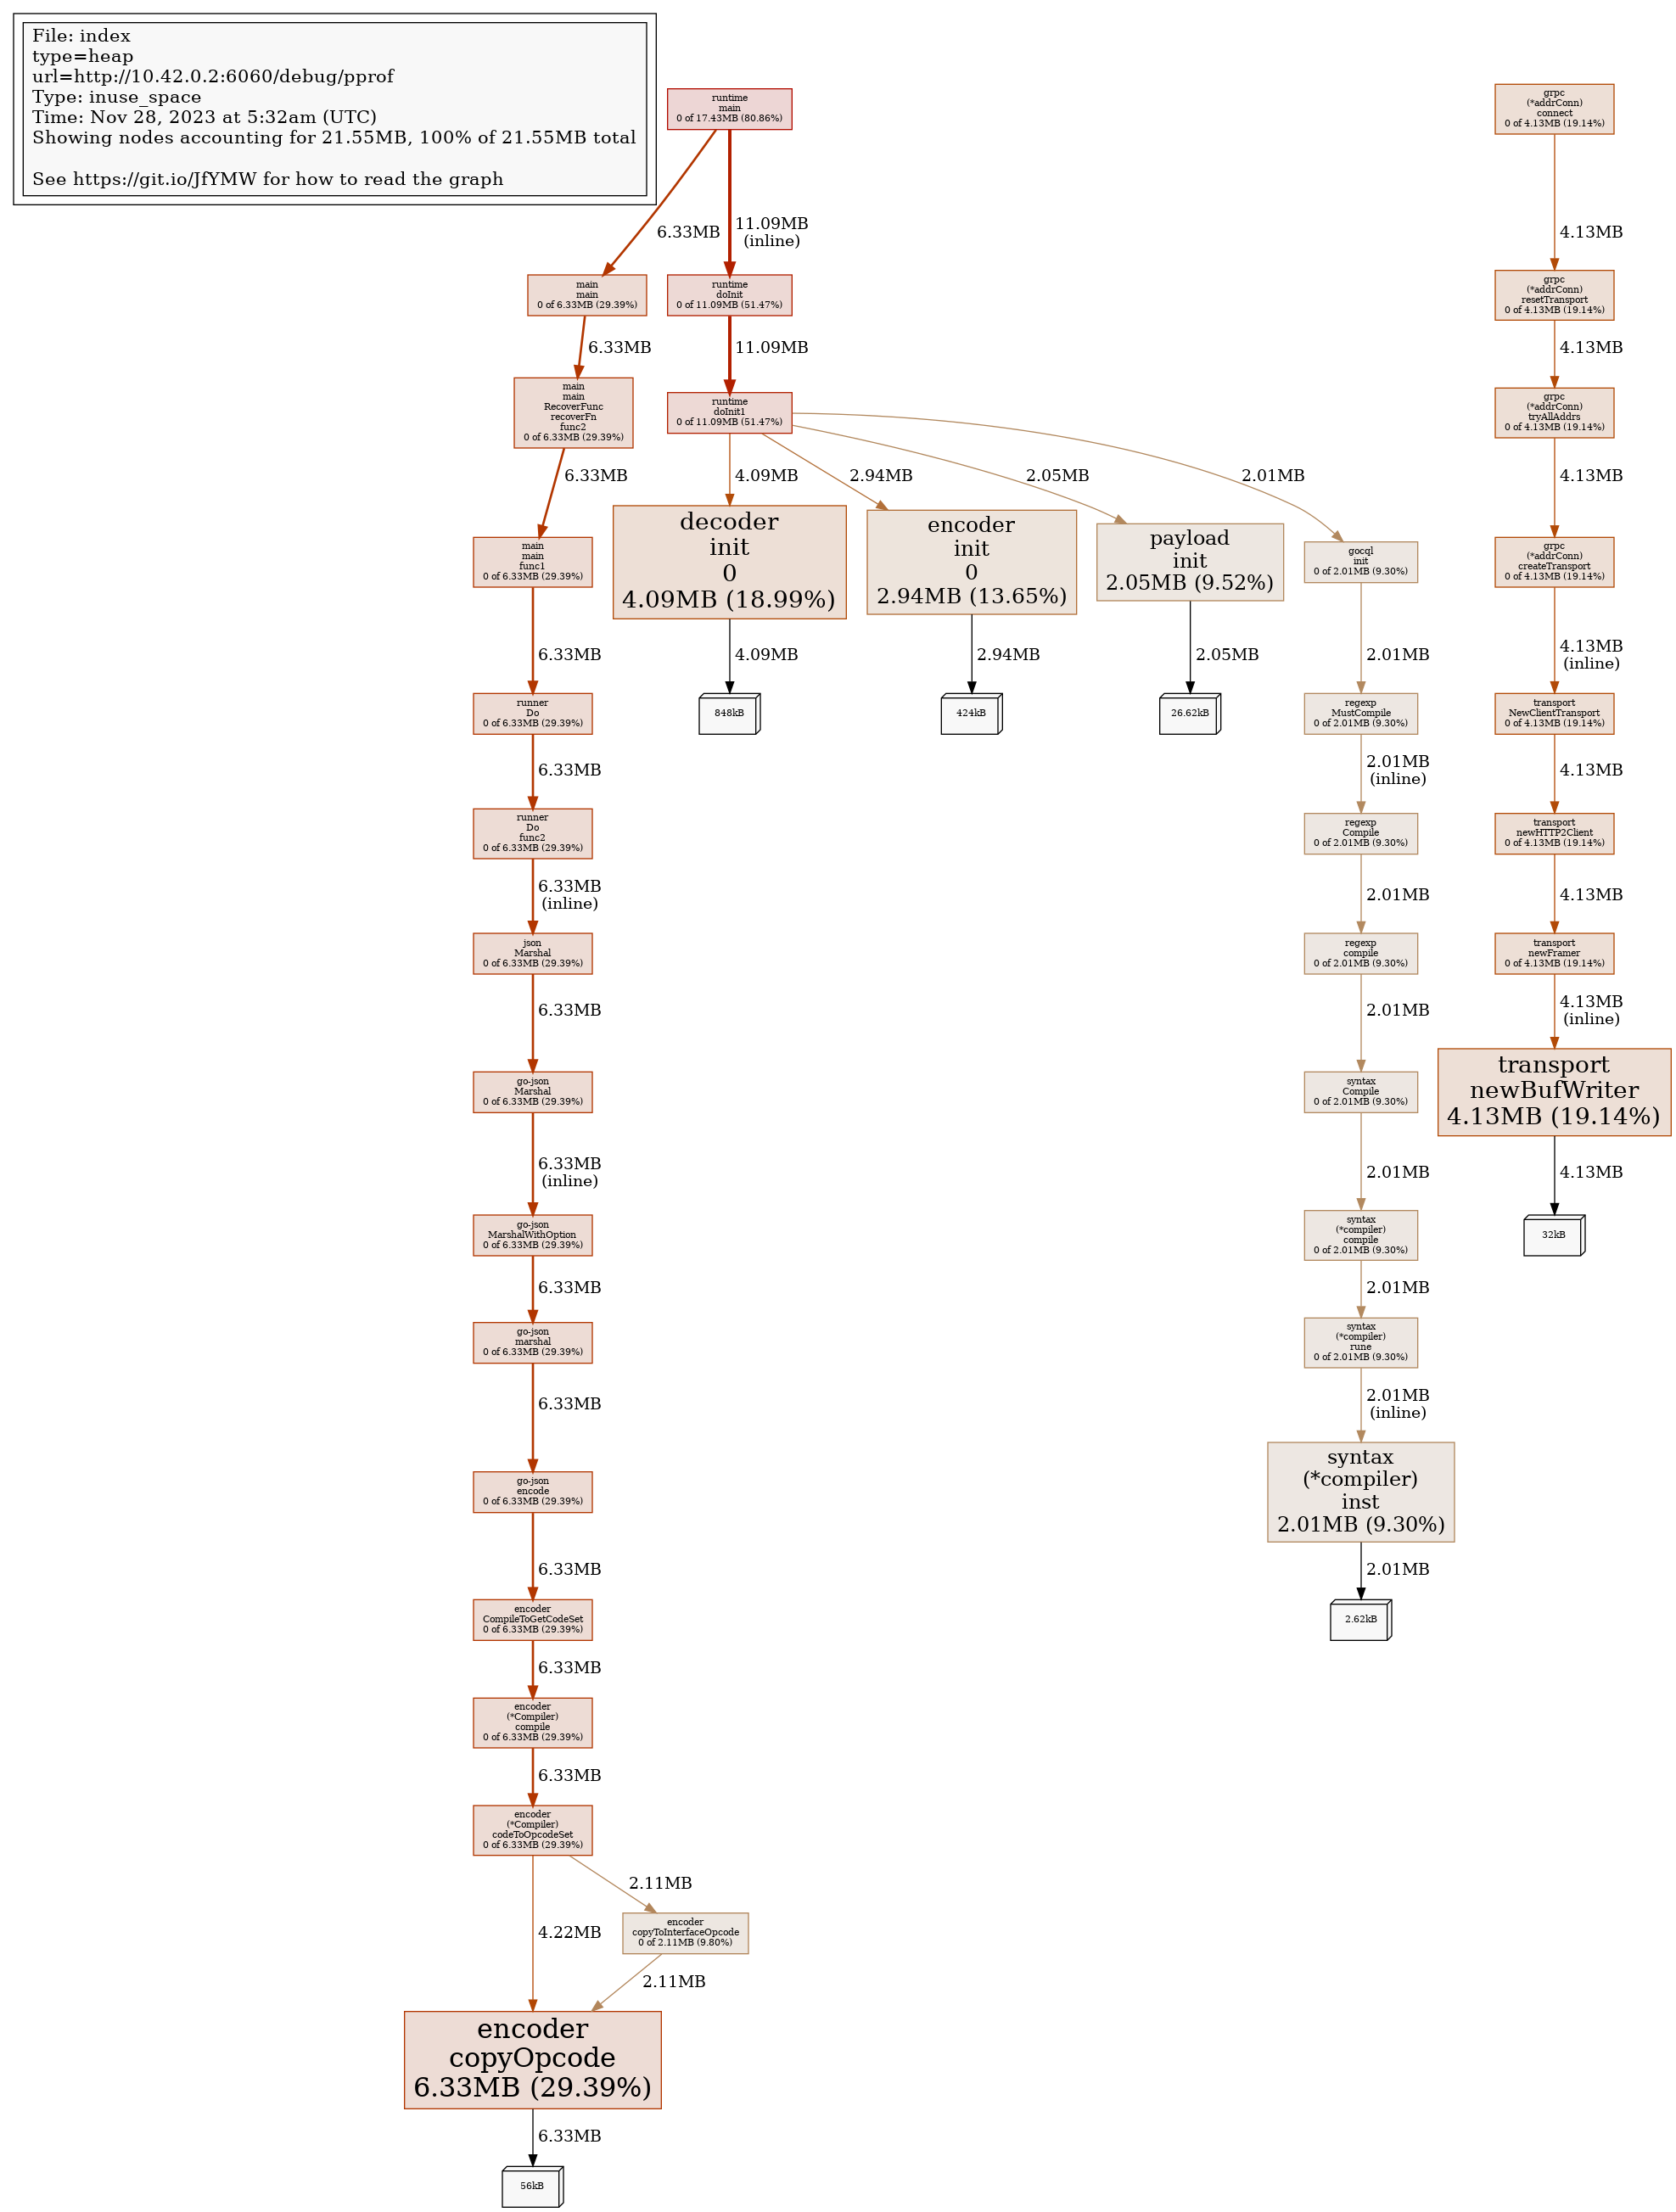 File: index
type=heap
url=http://10.42.0.2:6060/debug/pprof
Type: inuse_space
Time: Nov 28, 2023 at 5:32am (UTC)
Showing nodes accounting for 21.55MB, 100% of 21.55MB total
See https://git.io/JfYMW for how to read the graph
runtime
main
0 of 17.43MB (80.86%)
grpc
(*addrConn)
connect
0 of 4.13MB (19.14%)
6.33MB
11.09MB
(inline)
4.13MB
main
main
0 of 6.33MB (29.39%)
runtime
doInit
0 of 11.09MB (51.47%)
grpc
(*addrConn)
resetTransport
0 of 4.13MB (19.14%)
6.33MB
11.09MB
4.13MB
main
main
RecoverFunc
recoverFn
func2
0 of 6.33MB (29.39%)
runtime
doInit1
0 of 11.09MB (51.47%)
grpc
(*addrConn)
tryAllAddrs
0 of 4.13MB (19.14%)
6.33MB
4.09MB
2.94MB
2.05MB
2.01MB
4.13MB
main
main
func1
0 of 6.33MB (29.39%)
decoder
init
0
4.09MB (18.99%)
encoder
init
0
2.94MB (13.65%)
payload
init
2.05MB (9.52%)
gocql
init
0 of 2.01MB (9.30%)
grpc
(*addrConn)
createTransport
0 of 4.13MB (19.14%)
6.33MB
4.09MB
2.94MB
2.05MB
2.01MB
4.13MB
(inline)
runner
Do
0 of 6.33MB (29.39%)
848kB
424kB
26.62kB
regexp
MustCompile
0 of 2.01MB (9.30%)
transport
NewClientTransport
0 of 4.13MB (19.14%)
6.33MB
2.01MB
(inline)
4.13MB
runner
Do
func2
0 of 6.33MB (29.39%)
regexp
Compile
0 of 2.01MB (9.30%)
transport
newHTTP2Client
0 of 4.13MB (19.14%)
6.33MB
(inline)
2.01MB
4.13MB
json
Marshal
0 of 6.33MB (29.39%)
regexp
compile
0 of 2.01MB (9.30%)
transport
newFramer
0 of 4.13MB (19.14%)
6.33MB
2.01MB
4.13MB
(inline)
go-json
Marshal
0 of 6.33MB (29.39%)
syntax
Compile
0 of 2.01MB (9.30%)
transport
newBufWriter
4.13MB (19.14%)
6.33MB
(inline)
2.01MB
4.13MB
go-json
MarshalWithOption
0 of 6.33MB (29.39%)
syntax
(*compiler)
compile
0 of 2.01MB (9.30%)
32kB
6.33MB
2.01MB
go-json
marshal
0 of 6.33MB (29.39%)
syntax
(*compiler)
rune
0 of 2.01MB (9.30%)
6.33MB
2.01MB
(inline)
go-json
encode
0 of 6.33MB (29.39%)
syntax
(*compiler)
inst
2.01MB (9.30%)
6.33MB
2.01MB
encoder
CompileToGetCodeSet
0 of 6.33MB (29.39%)
2.62kB
6.33MB
encoder
(*Compiler)
compile
0 of 6.33MB (29.39%)
6.33MB
encoder
(*Compiler)
codeToOpcodeSet
0 of 6.33MB (29.39%)
2.11MB
4.22MB
encoder
copyToInterfaceOpcode
0 of 2.11MB (9.80%)
2.11MB
encoder
copyOpcode
6.33MB (29.39%)
6.33MB
56kB